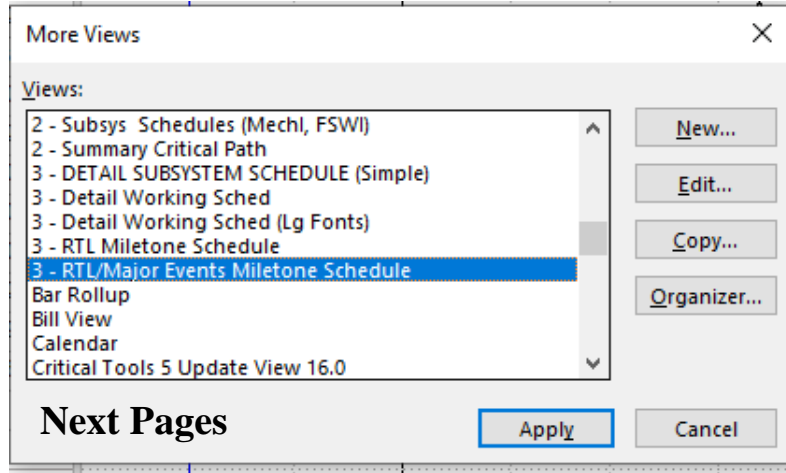 More Views
Views:
2 - Subsys  Schedules (Mechl, FSWI)
2 - Summary Critical Path
3 - DETAIL SUBSYSTEM SCHEDULE (Simple)
3 - Detail Working Sched
3 - Detail Working Sched (Lg Fonts)
3 - RTL Miletone Schedule
3 - RTL/Major Events Miletone Schedule
Bar Rollup
Bill View
Calendar
Critical Tools 5 Update View 16.0
New...
Edit...
Copy...
Organizer...
Next Pages
Apply
Cancel